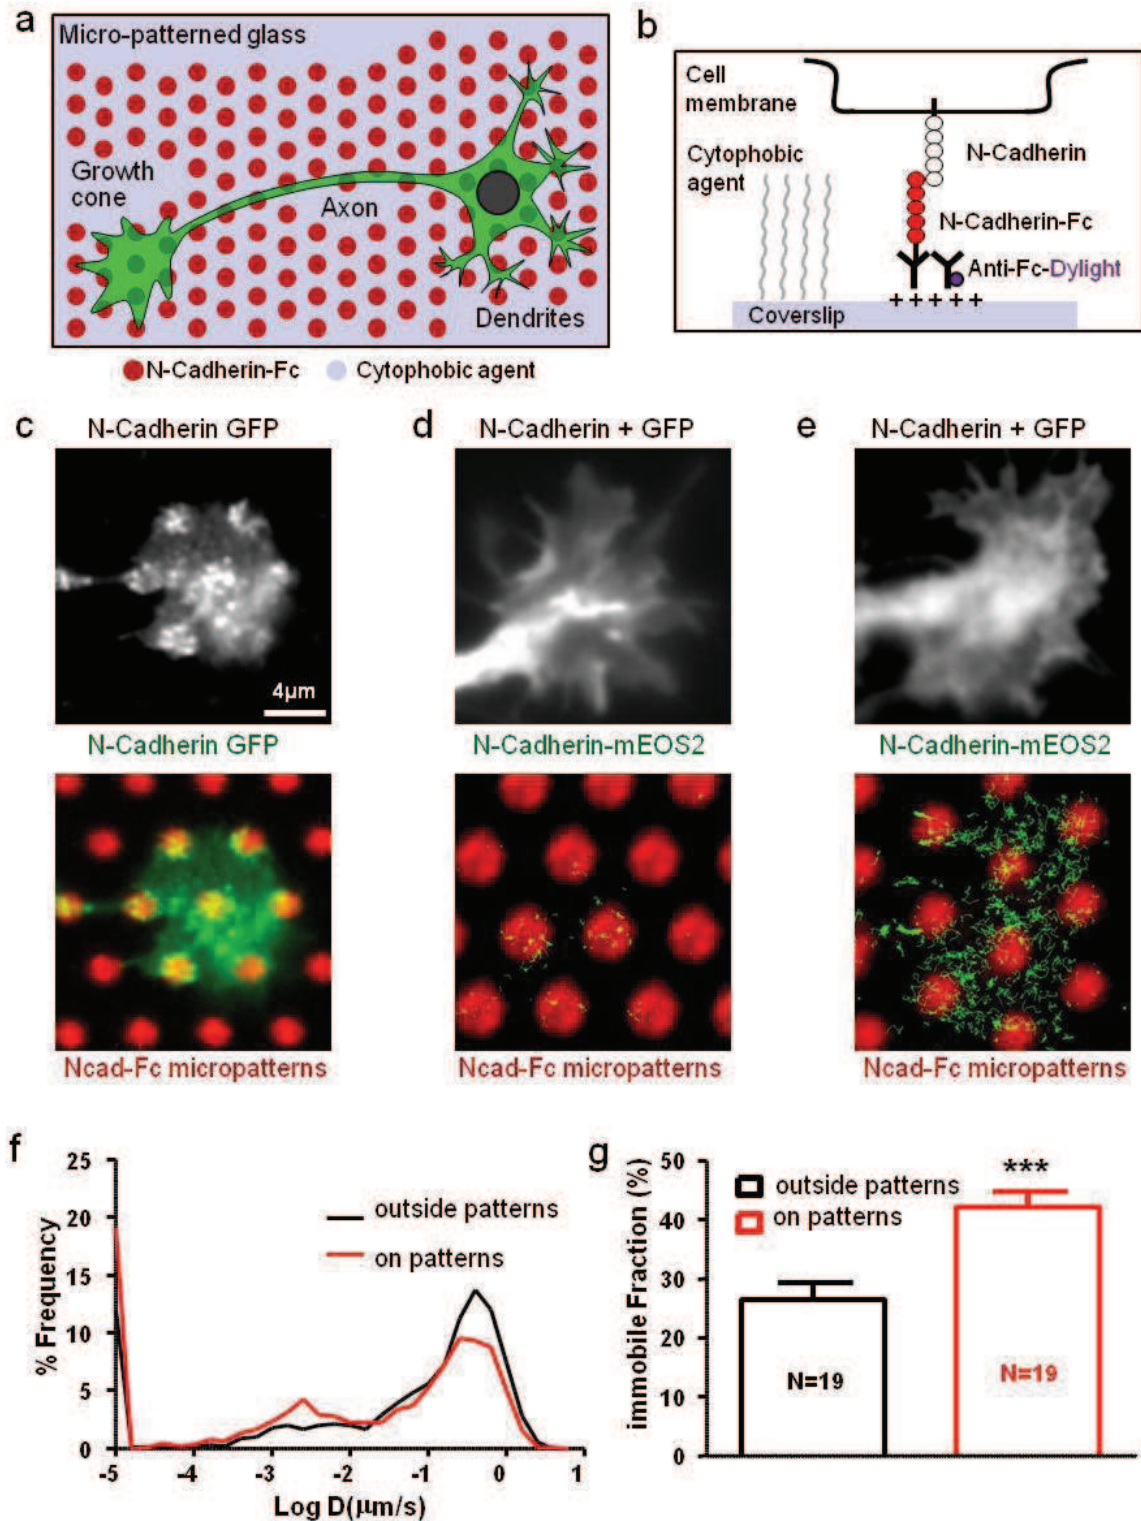 a
Micro-patterned glass
Growth
cone
Axon
Dendrites
N-Cadherin-Fc
Cytophobic agent
b
Cell
membrane
Cytophobic
agent
N-Cadherin
N-Cadherin-Fc
Anti-Fc-Dylight
+ + + + +
Coverslip
c
N-Cadherin GFP
4µm
N-Cadherin GFP
Ncad-Fc micropatterns
d
N-Cadherin + GFP
N-Cadherin-mEOS2
Ncad-Fc micropatterns
e
N-Cadherin + GFP
N-Cadherin-mEOS2
Ncad-Fc micropatterns
f
25
20
15
10
5
0
% Frequency
outside patterns
on patterns
-5 -4 -3 -2 -1 0 1
Log D(µm/s)
g
50
40
30
20
10
0
immobile Fraction (%)
outside patterns
on patterns
***
N=19
N=19